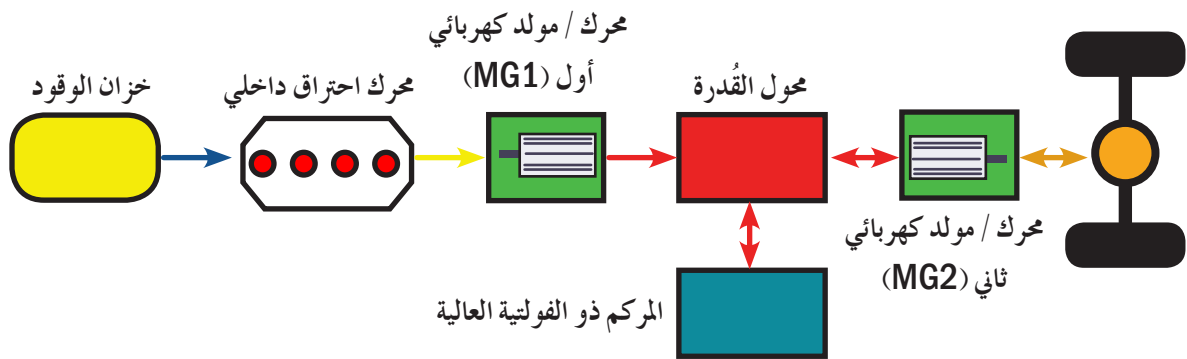 خزان الوقود
محرك احتراق داخلي
محرك / مولد كهربائي
أول (MG1)
محول القُدرة
محرك / مولد كهربائي
ثاني (MG2)
المركم ذو الفولتية العالية